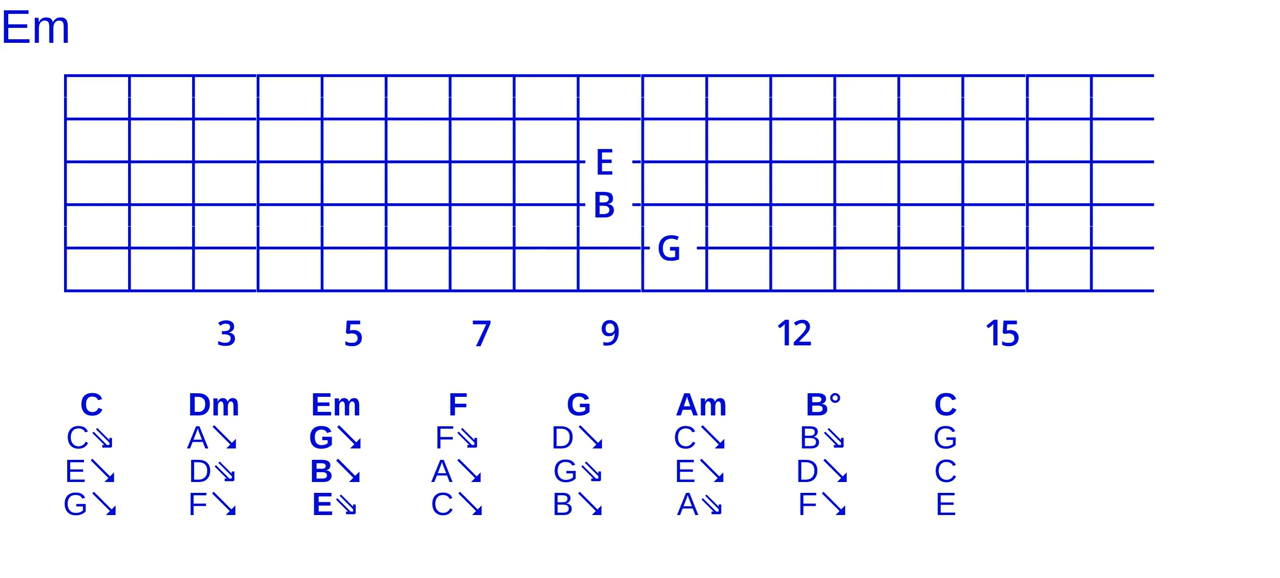 Em
E
B
G
3 5 7 9 12 15
C Dm Em F G Am B° C
C⇘ A↘ G↘ F⇘ D↘ C↘ B⇘ G
E↘ D⇘ B↘ A↘ G⇘ E↘ D↘ C
G↘ F↘ E⇘ C↘ B↘ A⇘ F↘ E